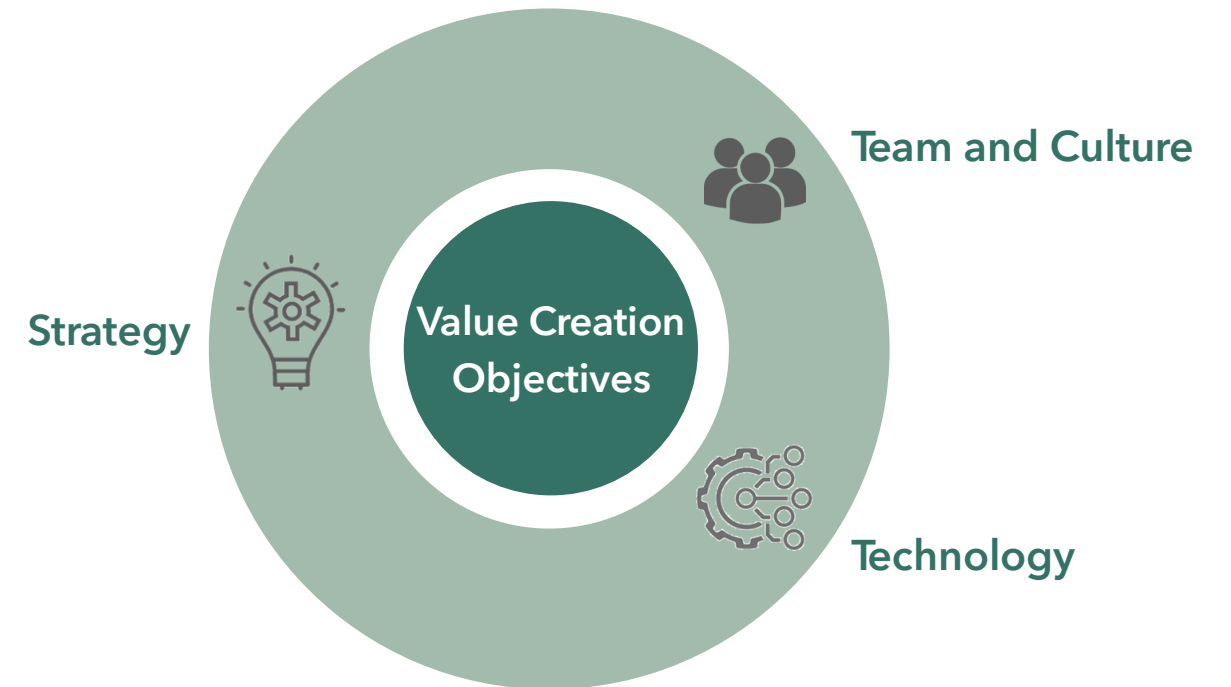 Team and Culture
Strategy
Value Creation
Objectives
Technology